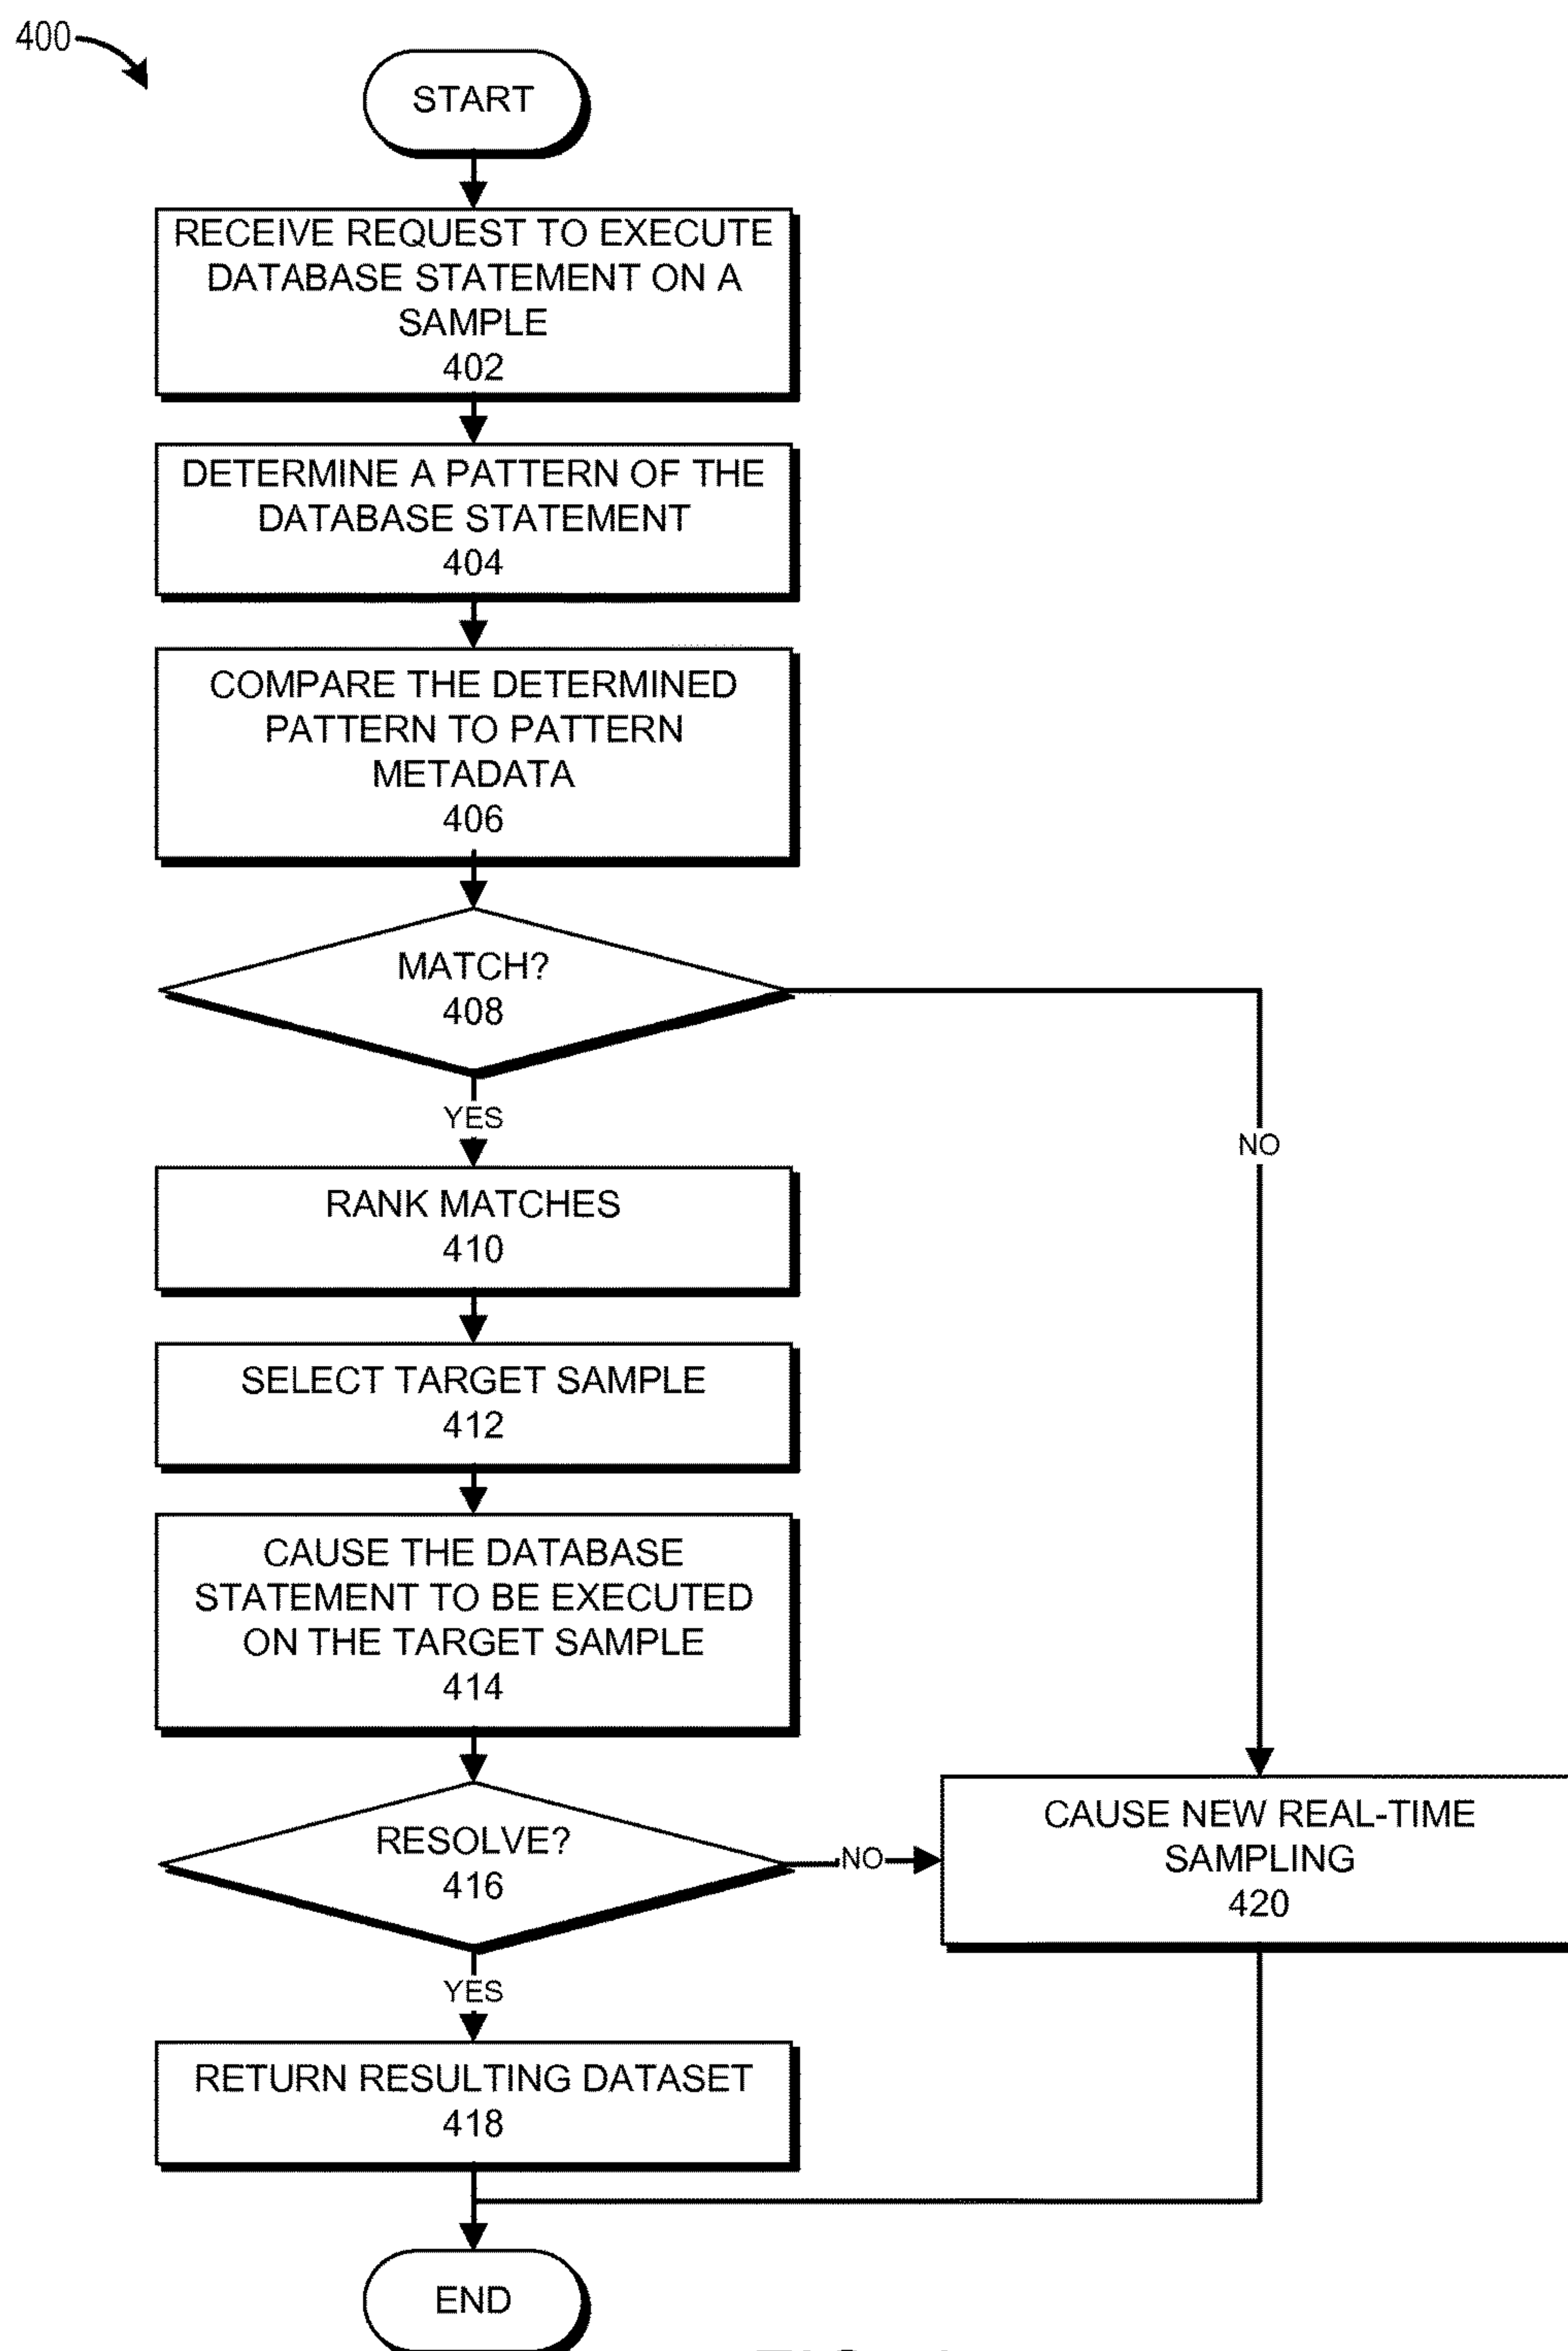 400
START
RECEIVE REQUEST TO EXECUTE
DATABASE STATEMENT ON A
SAMPLE
402
DETERMINE A PATTERN OF THE
DATABASE STATEMENT
404
COMPARE THE DETERMINED
PATTERN TO PATTERN
METADATA
406
MATCH?
408
YES
NO
RANK MATCHES
410
SELECT TARGET SAMPLE
412
CAUSE THE DATABASE
STATEMENT TO BE EXECUTED
ON THE TARGET SAMPLE
414
RESOLVE?
416
NO
CAUSE NEW REAL-TIME
SAMPLING
420
YES
RETURN RESULTING DATASET
418
END